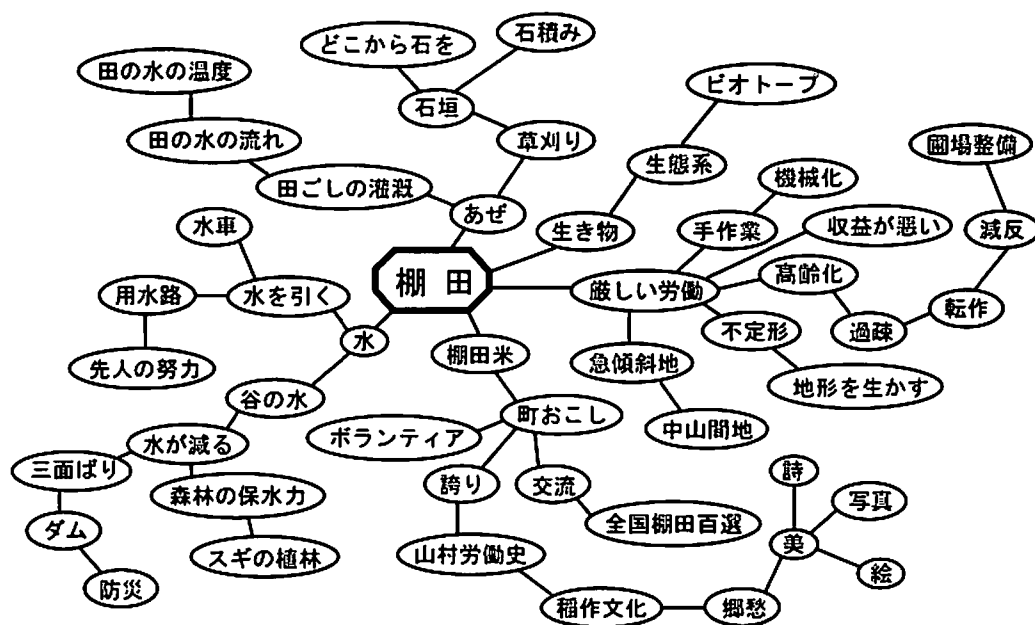 どこから石を
石積み
田の水の温度
石垣
ビオトープ
田の水の流れ
草刈り
生態系
圃場整備
機械化
田ごしの灌漑
あぜ
生き物
手作業
収益が悪い
減反
水車
棚田
厳しい労働
高齢化
用水路
水を引く
過疎
転作
水
棚田米
急傾斜地
不定形
先人の努力
地形を生かす
谷の水
町おこし
ボランティア
中山間地
三面ばり
水が減る
誇り
交流
詩
森林の保水力
写真
ダム
全国棚田百選
スギの植林
山村労働史
美
防災
絵
稲作文化
郷愁